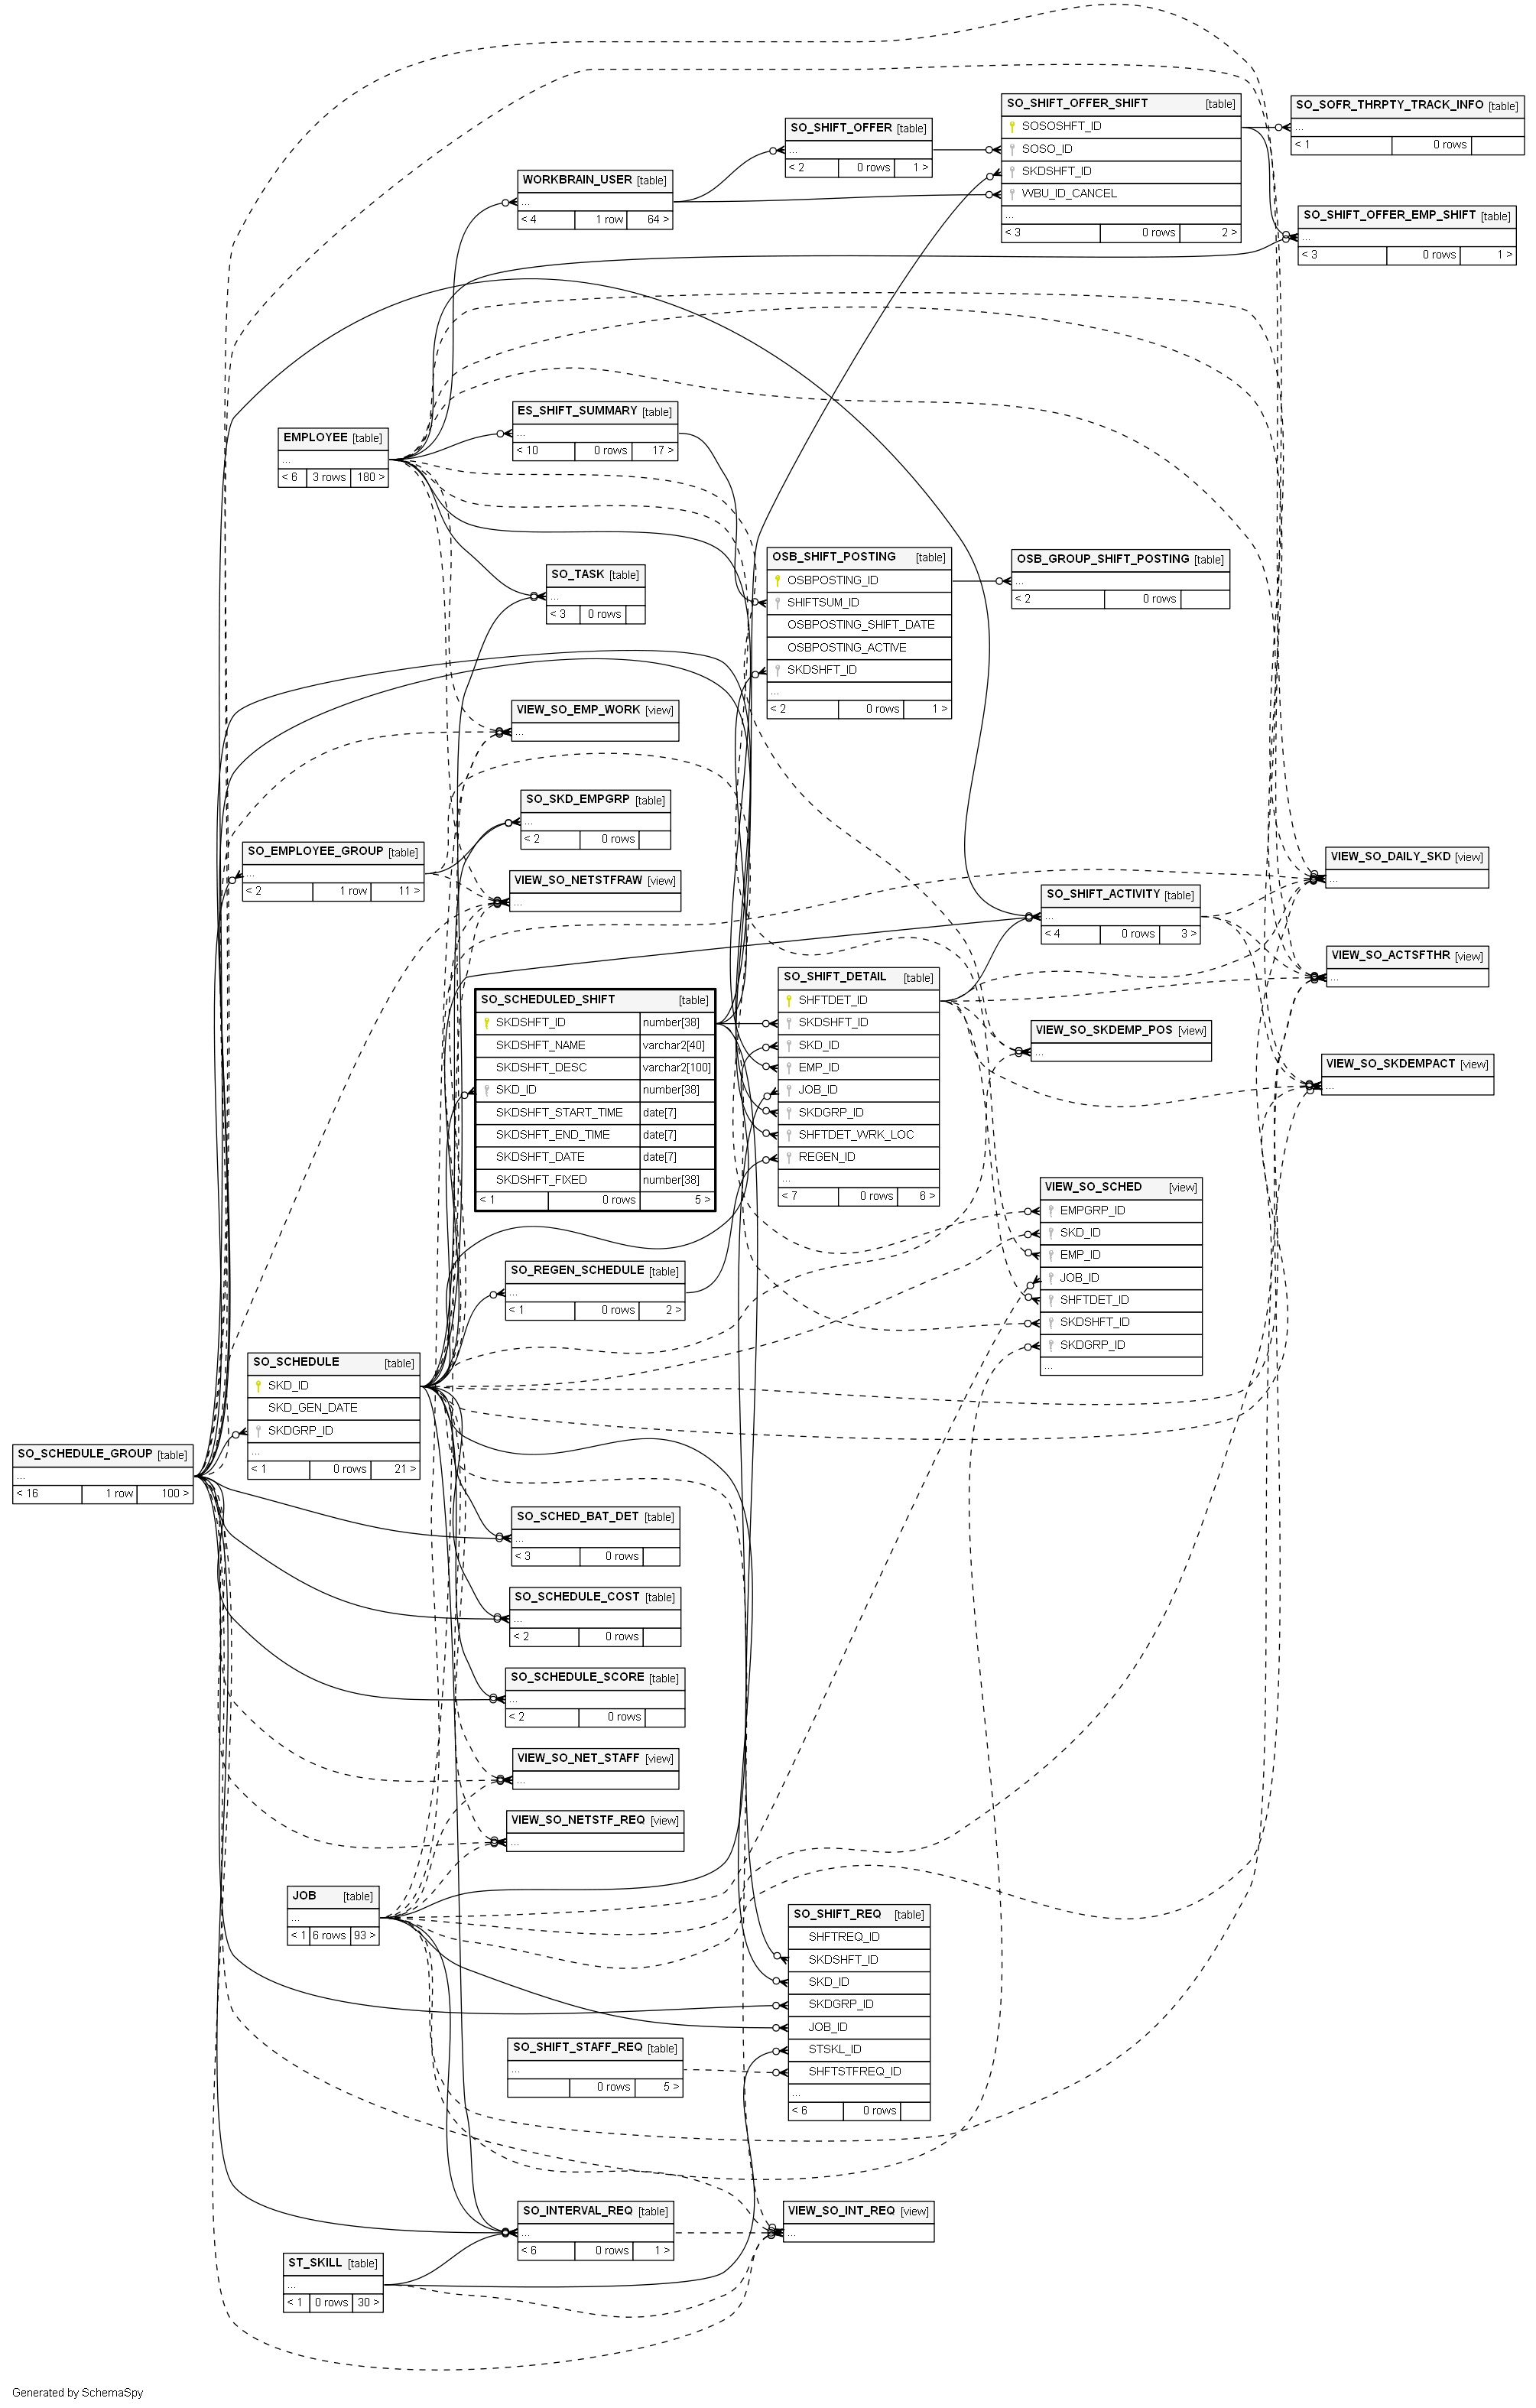 SO_SHIFT_OFFER_SHIFT [table]
SOSOSHFT_ID
SOSO_ID
SKDSHFT_ID
WBU_ID_CANCEL
...
< 3 0 rows 2 >
SO_SOFR_THRPTY_TRACK_INFO [table]
...
< 1 0 rows
SO_SHIFT_OFFER [table]
...
< 2 0 rows 1 >
WORKBRAIN_USER [table]
...
< 4 1 row 64 >
SO_SHIFT_OFFER_EMP_SHIFT [table]
...
< 3 0 rows 1 >
ES_SHIFT_SUMMARY [table]
...
< 10 0 rows 17 >
EMPLOYEE [table]
...
< 6 3 rows 180 >
OSB_SHIFT_POSTING [table]
OSBPOSTING_ID
SHIFTSUM_ID
OSBPOSTING_SHIFT_DATE
OSBPOSTING_ACTIVE
SKDSHFT_ID
...
< 2 0 rows 1 >
OSB_GROUP_SHIFT_POSTING [table]
...
< 2 0 rows
SO_TASK [table]
...
< 3 0 rows
VIEW_SO_EMP_WORK [view]
...
SO_SKD_EMPGRP [table]
...
< 2 0 rows
SO_EMPLOYEE_GROUP [table]
...
< 2 1 row 11 >
VIEW_SO_NETSTFRAW [view]
...
VIEW_SO_DAILY_SKD [view]
...
SO_SHIFT_ACTIVITY [table]
...
< 4 0 rows 3 >
VIEW_SO_ACTSFTHR [view]
...
SO_SHIFT_DETAIL [table]
SHFTDET_ID
SKDSHFT_ID
SKD_ID
EMP_ID
JOB_ID
SKDGRP_ID
SHFTDET_WRK_LOC
REGEN_ID
...
< 7 0 rows 6 >
SO_SCHEDULED_SHIFT [table]
SKDSHFT_ID number[38]
SKDSHFT_NAME varchar2[40]
SKDSHFT_DESC varchar2[100]
SKD_ID number[38]
SKDSHFT_START_TIME date[7]
SKDSHFT_END_TIME date[7]
SKDSHFT_DATE date[7]
SKDSHFT_FIXED number[38]
< 1 0 rows 5 >
VIEW_SO_SKDEMP_POS [view]
...
VIEW_SO_SKDEMPACT [view]
...
VIEW_SO_SCHED [view]
EMPGRP_ID
SKD_ID
EMP_ID
JOB_ID
SHFTDET_ID
SKDSHFT_ID
SKDGRP_ID
...
SO_REGEN_SCHEDULE [table]
...
< 1 0 rows 2 >
SO_SCHEDULE [table]
SKD_ID
SKD_GEN_DATE
SKDGRP_ID
...
< 1 0 rows 21 >
SO_SCHEDULE_GROUP [table]
...
< 16 1 row 100 >
SO_SCHED_BAT_DET [table]
...
< 3 0 rows
SO_SCHEDULE_COST [table]
...
< 2 0 rows
SO_SCHEDULE_SCORE [table]
...
< 2 0 rows
VIEW_SO_NET_STAFF [view]
...
VIEW_SO_NETSTF_REQ [view]
...
JOB [table]
...
< 1 6 rows 93 >
SO_SHIFT_REQ [table]
SHFTREQ_ID
SKDSHFT_ID
SKD_ID
SKDGRP_ID
JOB_ID
STSKL_ID
SHFTSTFREQ_ID
...
< 6 0 rows
SO_SHIFT_STAFF_REQ [table]
...
0 rows 5 >
SO_INTERVAL_REQ [table]
...
< 6 0 rows 1 >
VIEW_SO_INT_REQ [view]
...
ST_SKILL [table]
...
< 1 0 rows 30 >
Generated by SchemaSpy